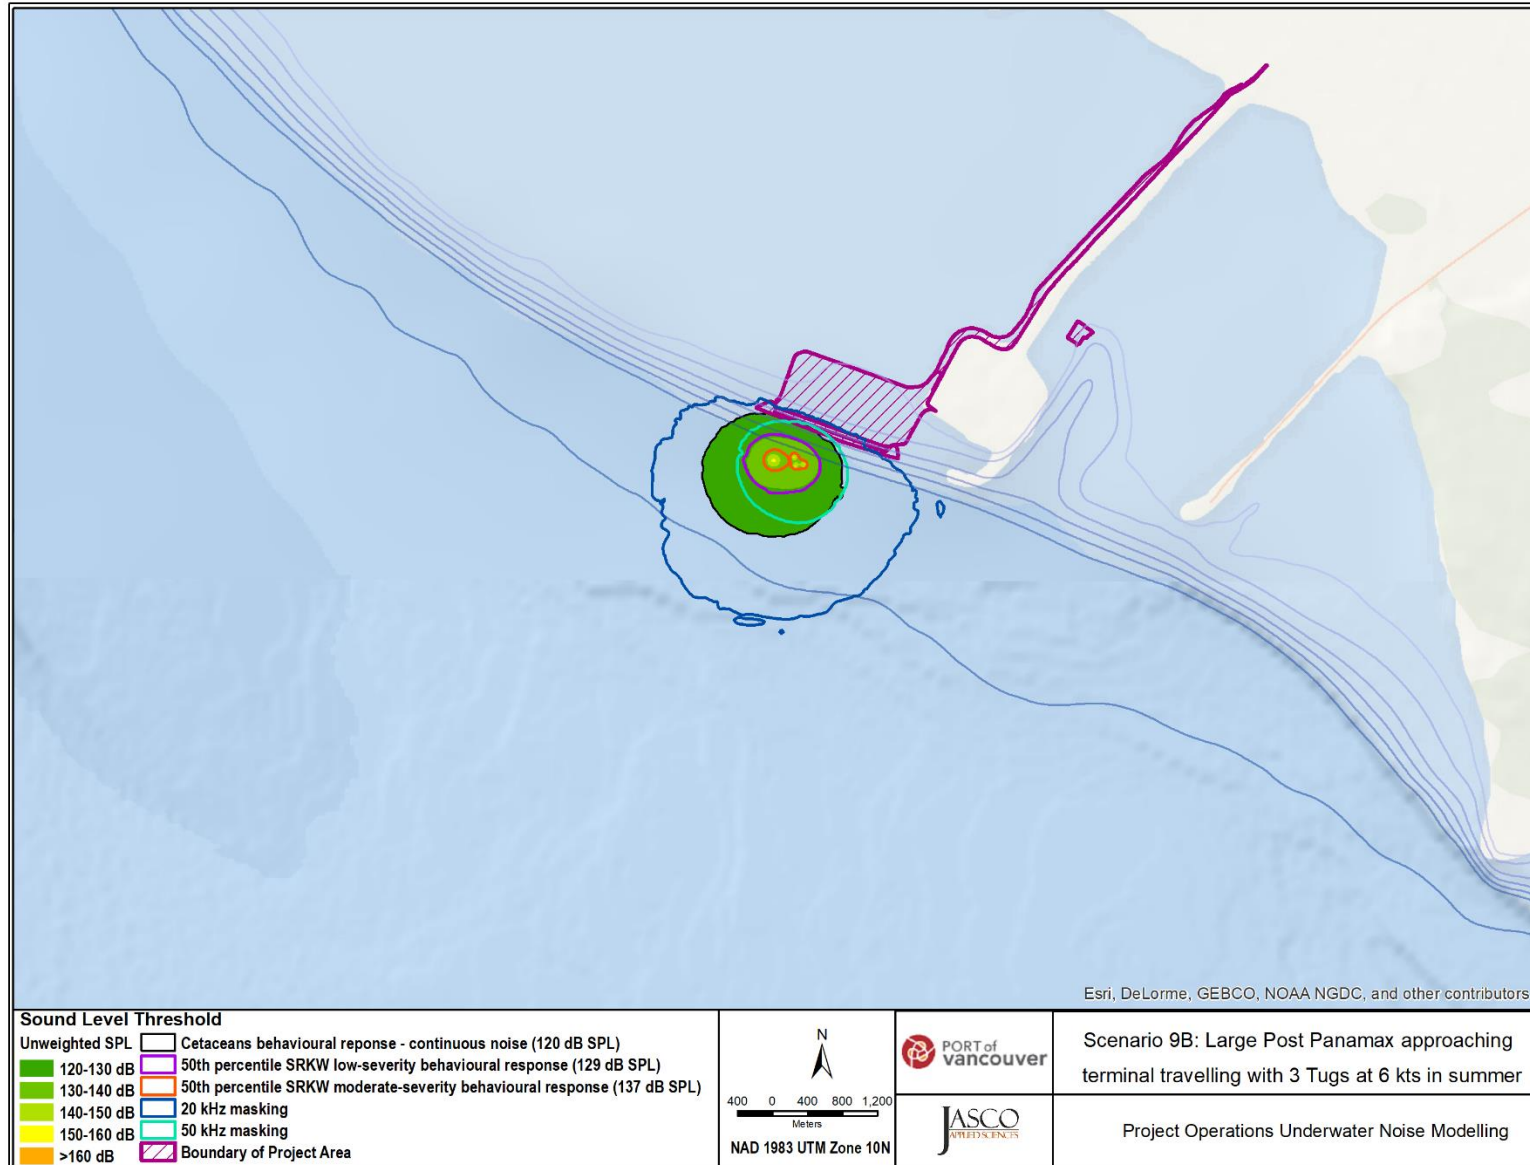 Esri, DeLorme, GEBCO, NOAA NGDC, and other contributors
Sound Level Threshold
Unweighted SPL
120-130 dB
130-140 dB
140-150 dB
150-160 dB
>160 dB
Cetaceans behavioural reponse - continuous noise (120 dB SPL)
50th percentile SRKW low-severity behavioural response (129 dB SPL)
50th percentile SRKW moderate-severity behavioural response (137 dB SPL)
20 kHz masking
50 kHz masking
Boundary of Project Area
N
400 0 400 800 1,200
Meters
NAD 1983 UTM Zone 10N
PORT of
vancouver
JASCO
APPLIED SCIENCES
Scenario 9B: Large Post Panamax approaching
terminal travelling with 3 Tugs at 6 kts in summer
Project Operations Underwater Noise Modelling